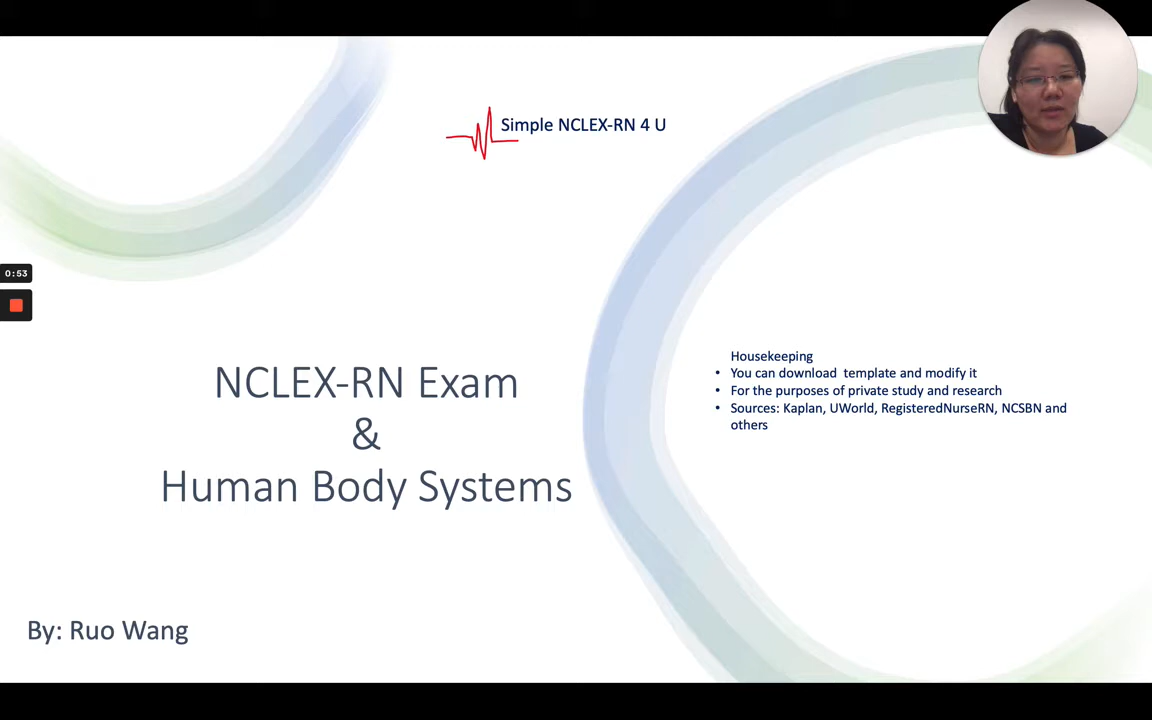 Simple NCLEX-RN 4 U
0:53
NCLEX-RN Exam
&
Human Body Systems
By: Ruo Wang
Housekeeping
• You can download template and modify it
• For the purposes of private study and research
• Sources: Kaplan, UWorld, RegisteredNurseRN, NCSBN and
others